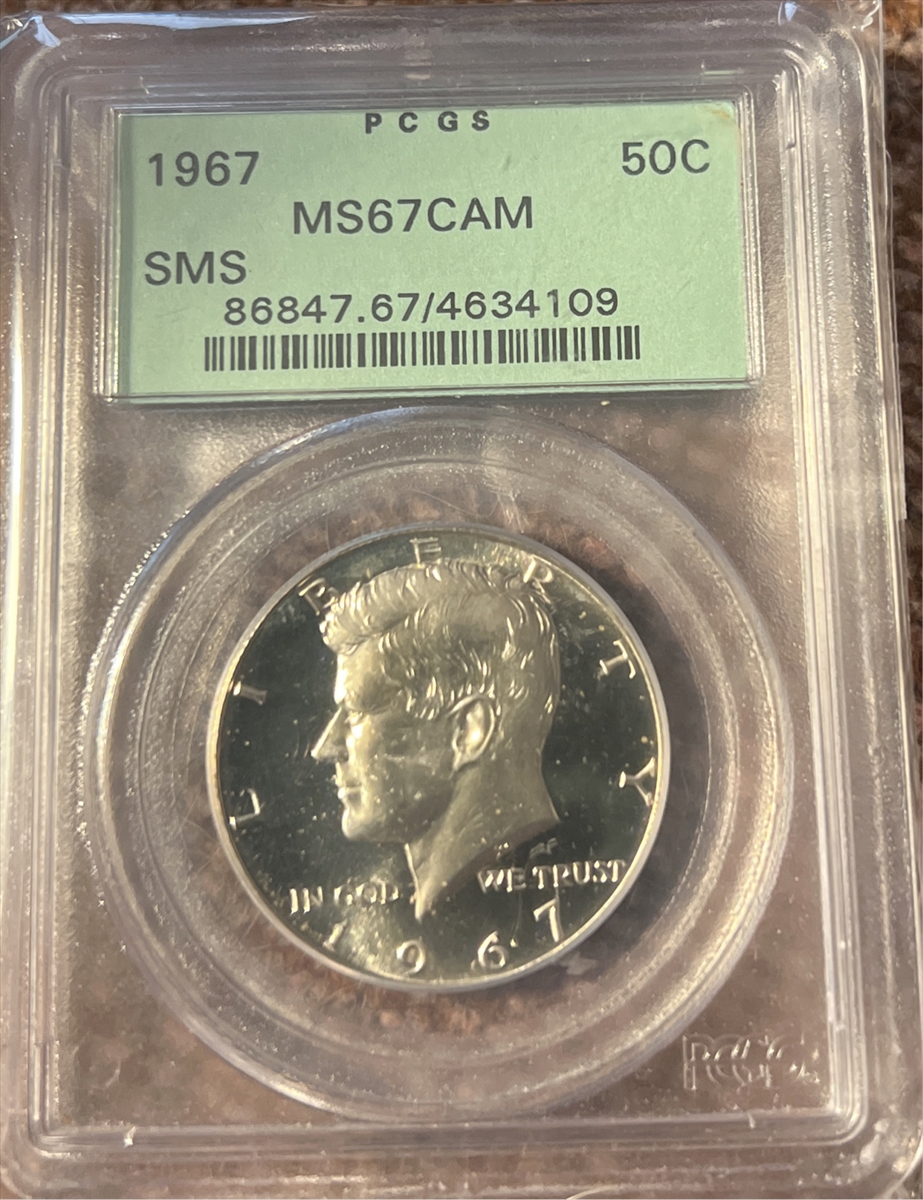 PCGS
1967 50C
MS67CAM
SMS
86847.67/4634109
LIBERTY
IN GOD WE TRUST
1967
PCGS